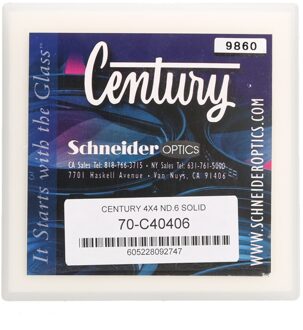 9860
Century
Schneider OPTICS
CA Sales Tel: 818-766-3715 • NY Sales Tel: 631-761-5000
7701 Haskell Avenue • Van Nuys, CA 91406
It Starts with the Glass™
WWW.SCHNEIDEROPTICS.COM
CENTURY 4X4 ND.6 SOLID
70-C40406
605228092747